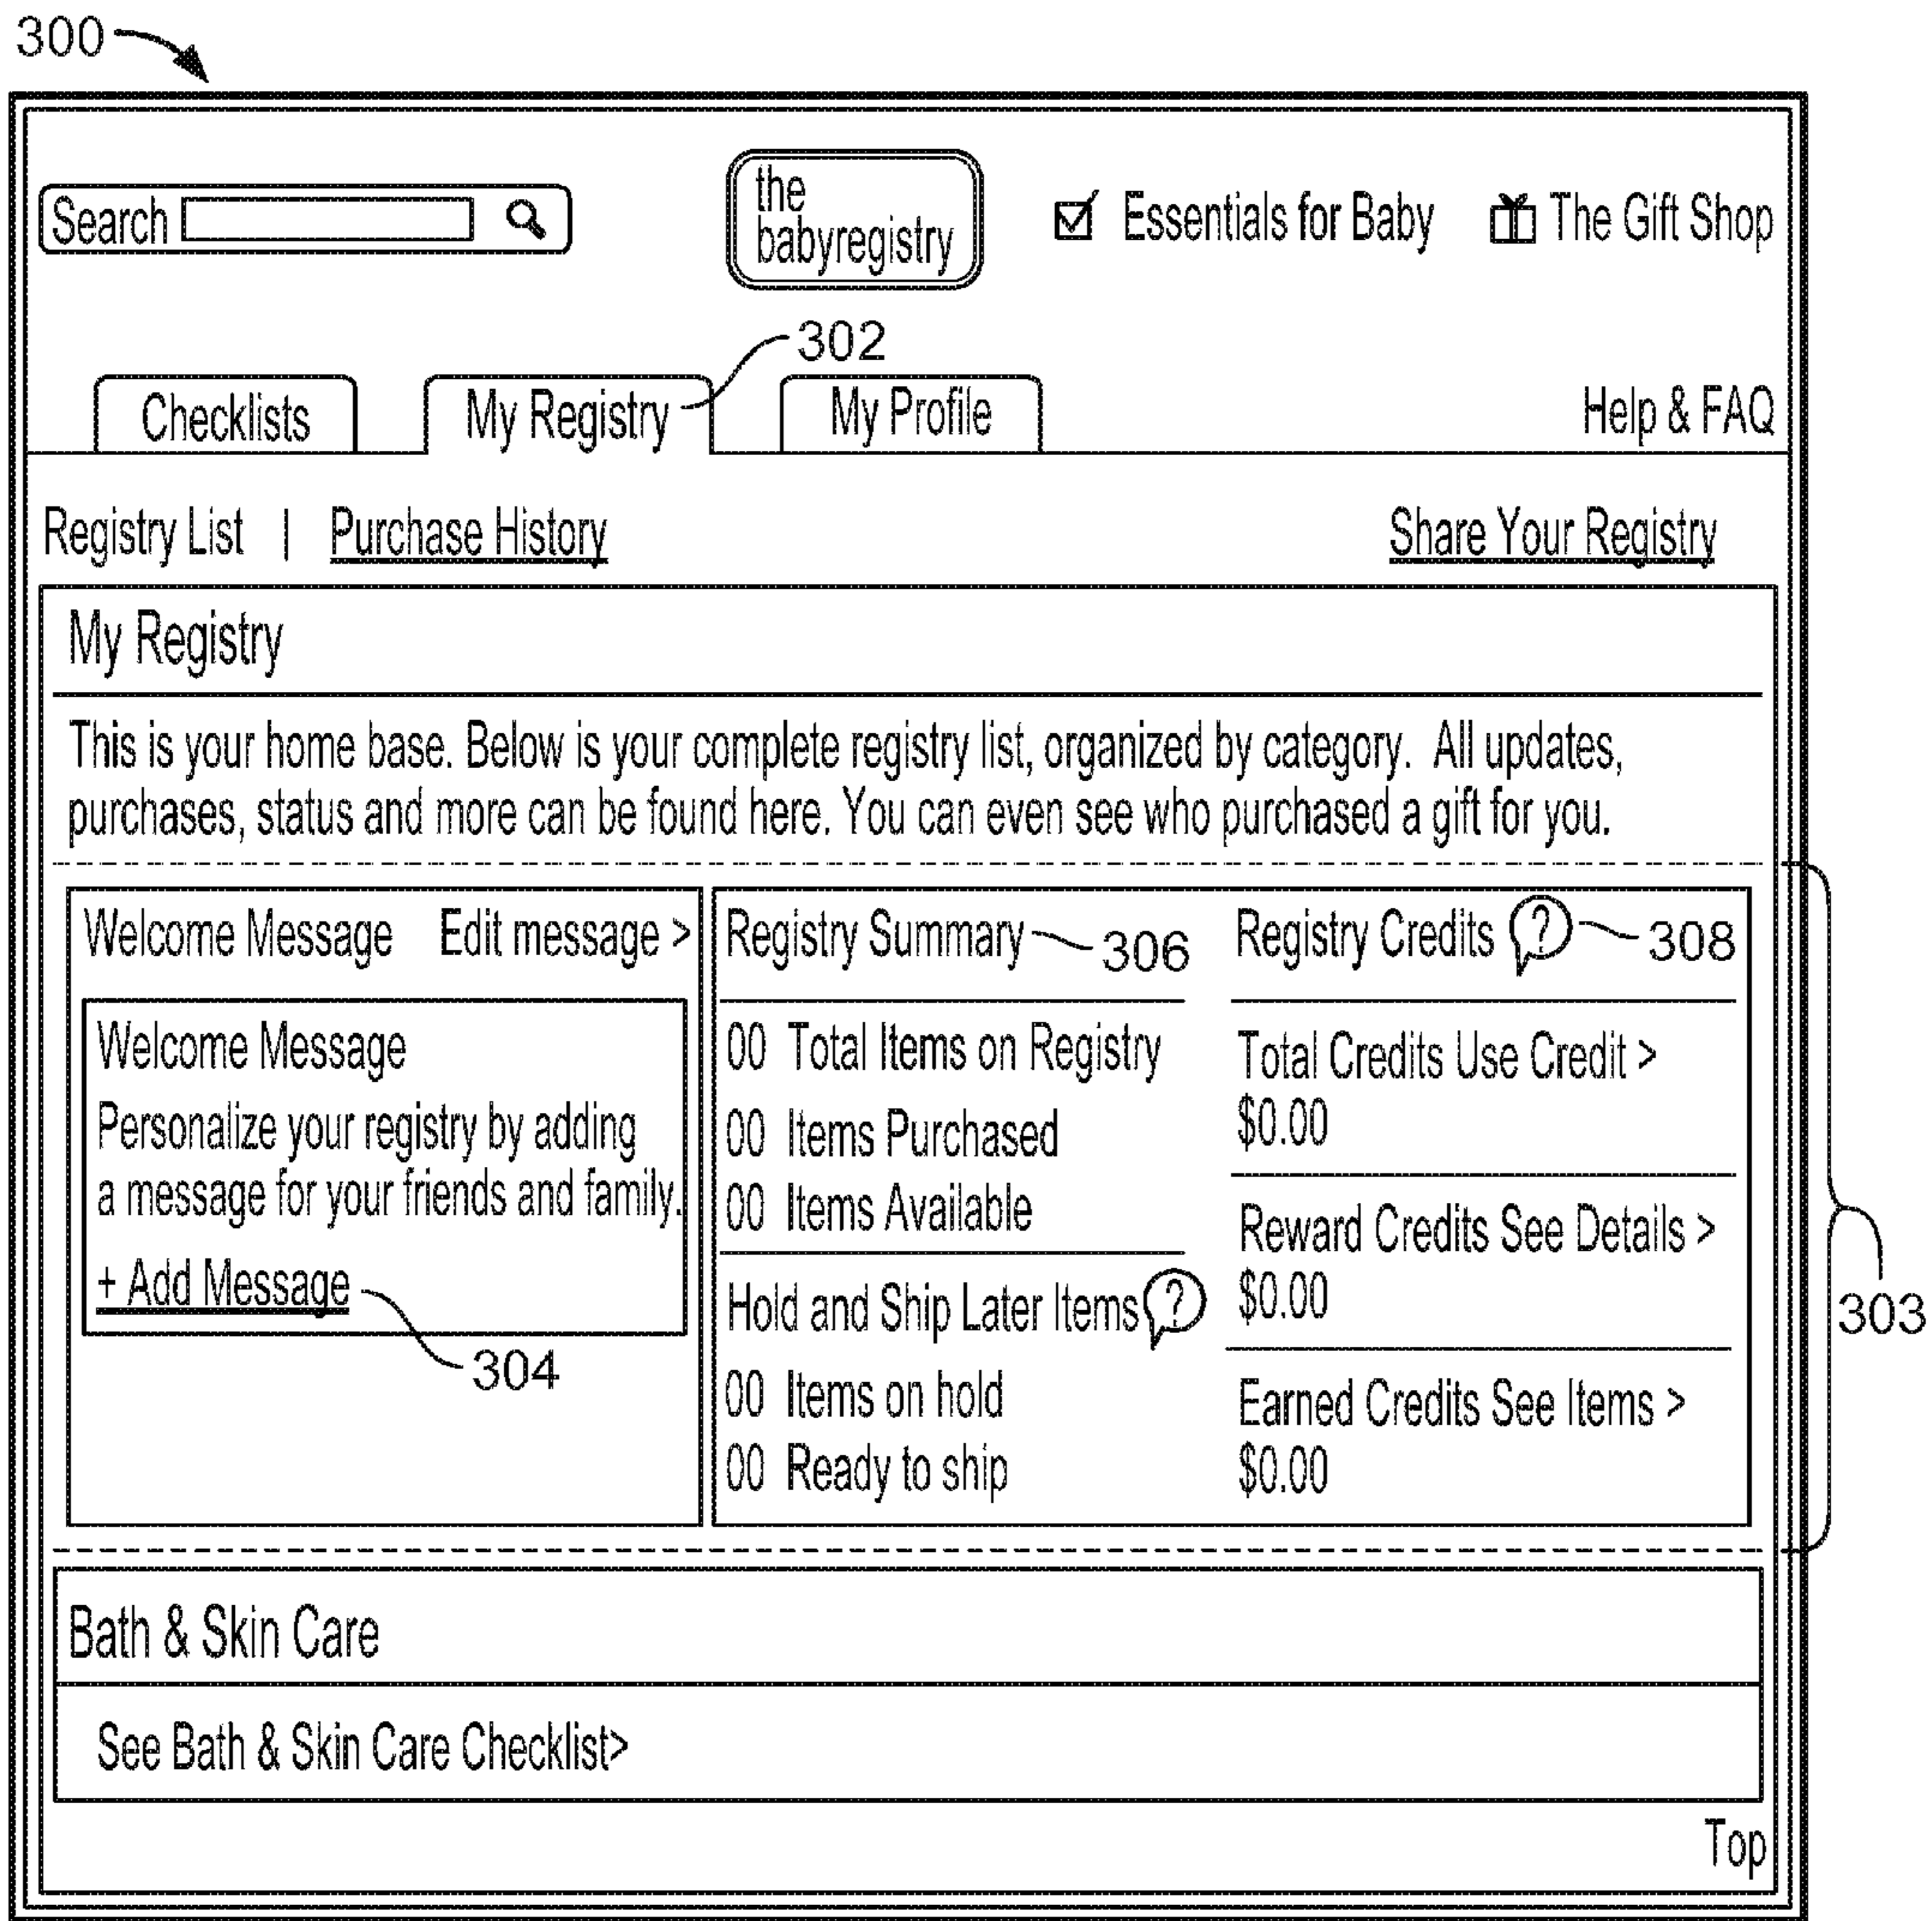 300
Search
the
babyregistry
Essentials for Baby
The Gift Shop
302
Checklists
My Registry
My Profile
Help & FAQ
Registry List | Purchase History
Share Your Registry
My Registry
This is your home base. Below is your complete registry list, organized by category. All updates,
purchases, status and more can be found here. You can even see who purchased a gift for you.
Welcome Message Edit message >
Welcome Message
Personalize your registry by adding
a message for your friends and family.
+ Add Message
304
Registry Summary 306
00 Total Items on Registry
00 Items Purchased
00 Items Available
Hold and Ship Later Items ?
00 Items on hold
00 Ready to ship
Registry Credits ? 308
Total Credits Use Credit >
$0.00
Reward Credits See Details >
$0.00
Earned Credits See Items >
$0.00
303
Bath & Skin Care
See Bath & Skin Care Checklist>
Top